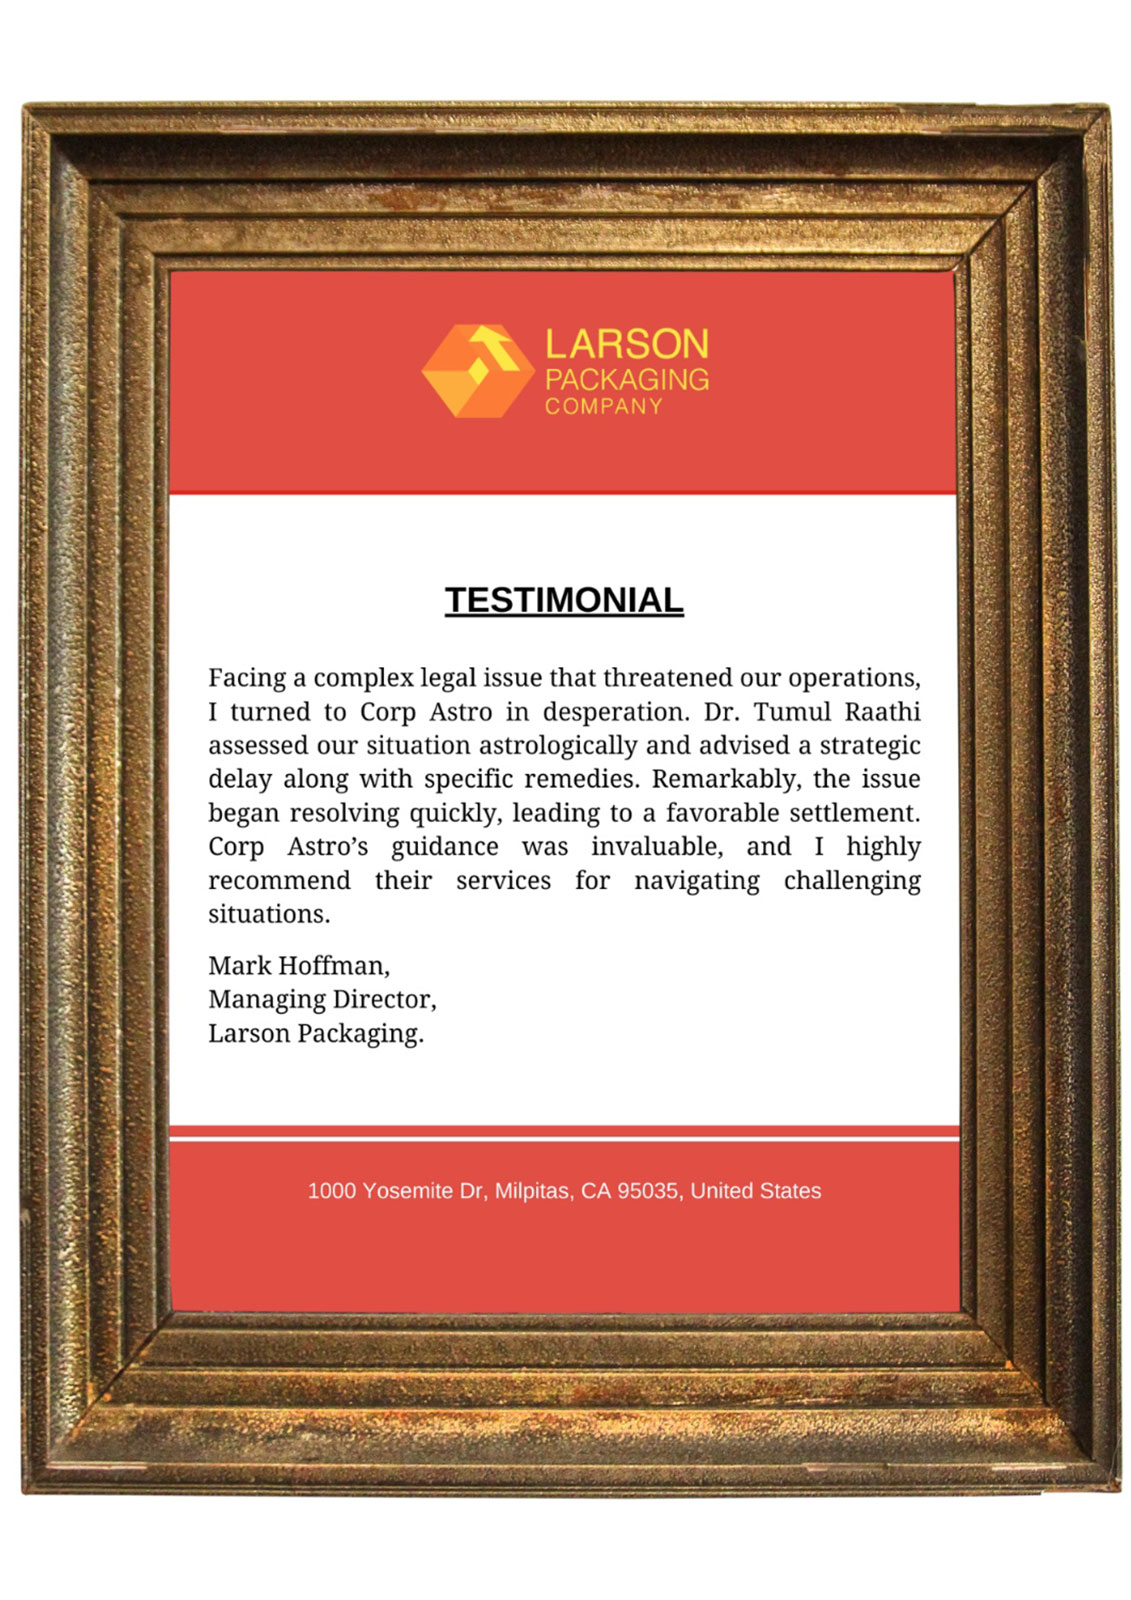 LARSON
PACKAGING
COMPANY
TESTIMONIAL
Facing a complex legal issue that threatened our operations,
I turned to Corp Astro in desperation. Dr. Tumul Raathi
assessed our situation astrologically and advised a strategic
delay along with specific remedies. Remarkably, the issue
began resolving quickly, leading to a favorable settlement.
Corp Astro’s guidance was invaluable, and I highly
recommend their services for navigating challenging
situations.
Mark Hoffman,
Managing Director,
Larson Packaging.
1000 Yosemite Dr, Milpitas, CA 95035, United States